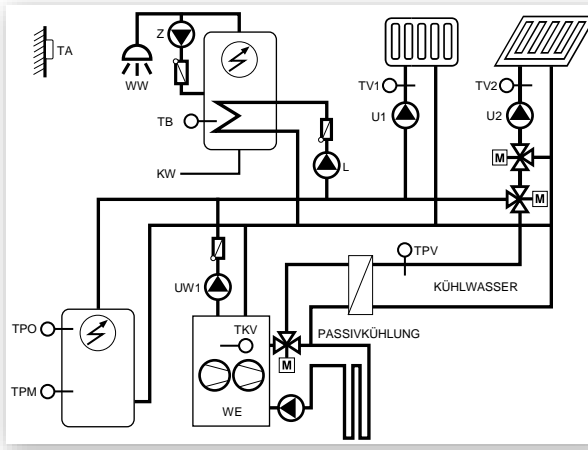 Z
TA
WW
TV1
TV2
U1
U2
TB
L
M
KW
M
TPV
UW1
KÜHLWASSER
TPO
TKV
PASSIVKÜHLUNG
M
TPM
WE